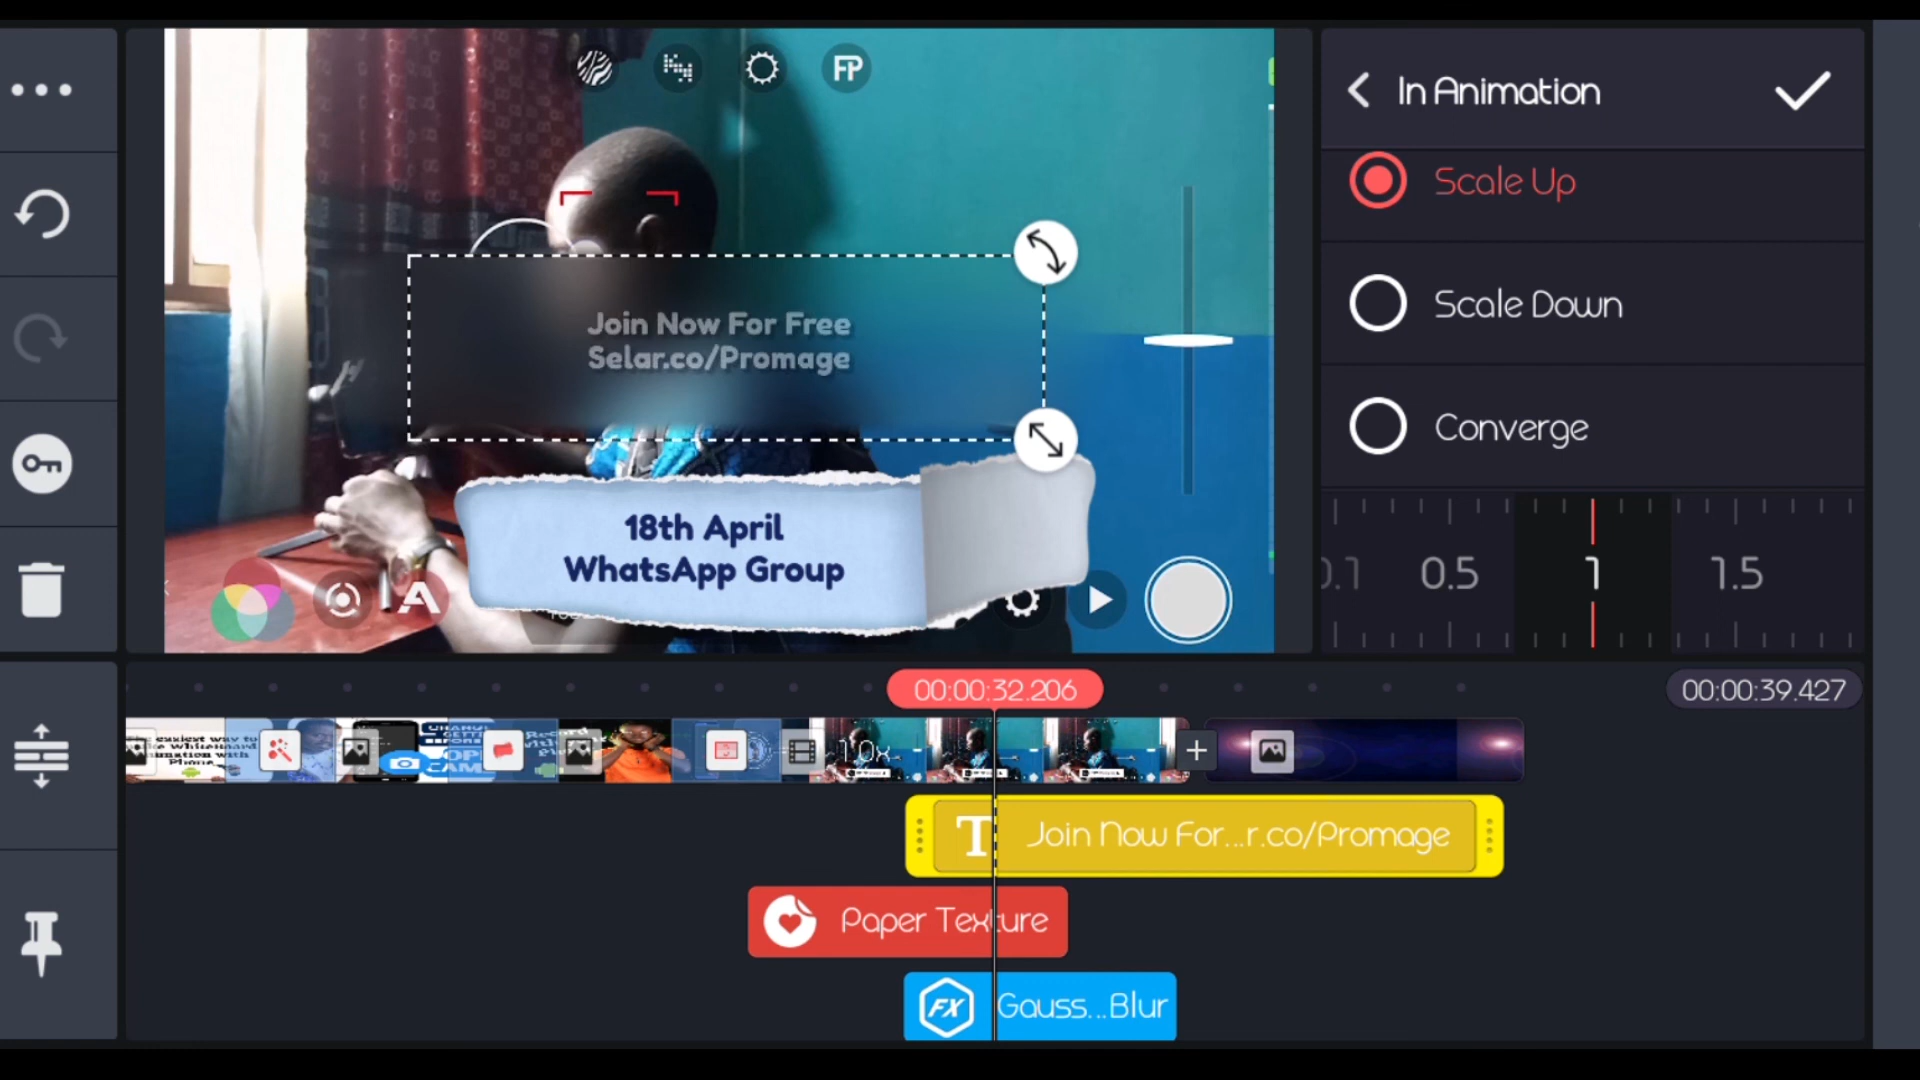 In Animation
FP
Scale Up
Scale Down
Converge
Join Now For Free
Selar.co/Promage
18th April
WhatsApp Group
0.5
1
1.5
00:00:32.206
00:00:39.427
1.0x
T
Join Now For...r.co/Promage
Paper Texture
FX
Gauss...Blur